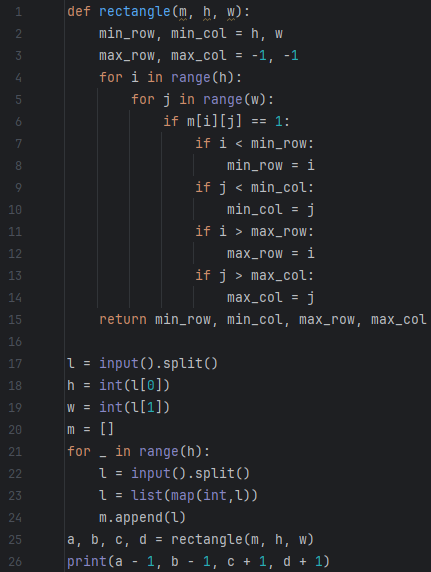 1 def rectangle(m, h, w):
2     min_row, min_col = h, w
3     max_row, max_col = -1, -1
4     for i in range(h):
5         for j in range(w):
6             if m[i][j] == 1:
7                 if i < min_row:
8                     min_row = i
9                 if j < min_col:
10                     min_col = j
11                 if i > max_row:
12                     max_row = i
13                 if j > max_col:
14                     max_col = j
15     return min_row, min_col, max_row, max_col
16
17 l = input().split()
18 h = int(l[0])
19 w = int(l[1])
20 m = []
21 for _ in range(h):
22     l = input().split()
23     l = list(map(int,l))
24     m.append(l)
25 a, b, c, d = rectangle(m, h, w)
26 print(a - 1, b - 1, c + 1, d + 1)